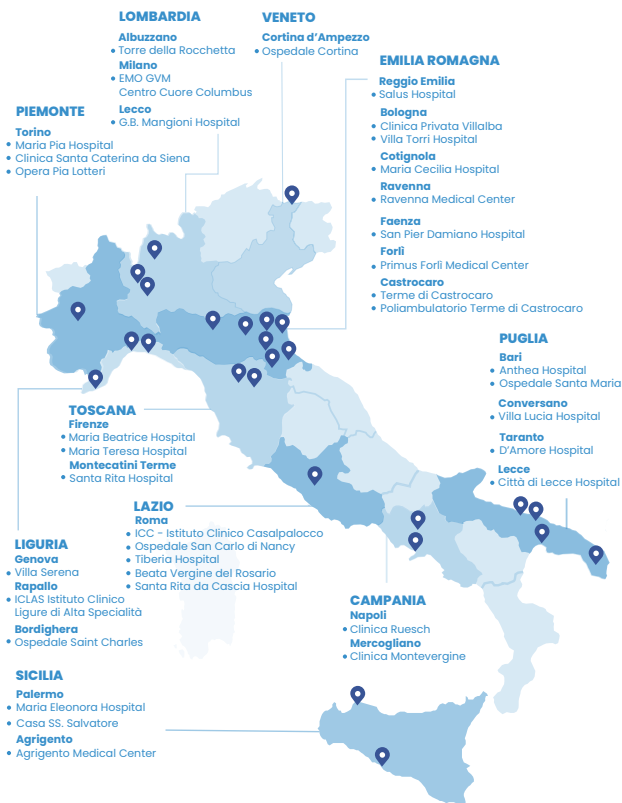 LOMBARDIA
Albuzzano
• Torre della Rocchetta
Milano
• EMO GVM
Centro Cuore Columbus
Lecco
• G.B. Mangioni Hospital
VENETO
Cortina d'Ampezzo
• Ospedale Cortina
EMILIA ROMAGNA
Reggio Emilia
• Salus Hospital
Bologna
• Clinica Privata Villalba
• Villa Torri Hospital
Cotignola
• Maria Cecilia Hospital
Ravenna
• Ravenna Medical Center
Faenza
• San Pier Damiano Hospital
Forlì
• Primus Forlì Medical Center
Castrocaro
• Terme di Castrocaro
• Poliambulatorio Terme di Castrocaro
PIEMONTE
Torino
• Maria Pia Hospital
• Clinica Santa Caterina da Siena
• Opera Pia Lotteri
PUGLIA
Bari
• Anthea Hospital
• Ospedale Santa Maria
Conversano
• Villa Lucia Hospital
Taranto
• D'Amore Hospital
Lecce
• Città di Lecce Hospital
TOSCANA
Firenze
• Maria Beatrice Hospital
• Maria Teresa Hospital
Montecatini Terme
• Santa Rita Hospital
LAZIO
Roma
• ICC - Istituto Clinico Casalpalocco
• Ospedale San Carlo di Nancy
• Tiberia Hospital
• Beata Vergine del Rosario
• Santa Rita da Cascia Hospital
LIGURIA
Genova
• Villa Serena
Rapallo
• ICLAS Istituto Clinico
Ligure di Alta Specialità
Bordighera
• Ospedale Saint Charles
CAMPANIA
Napoli
• Clinica Ruesch
Mercogliano
• Clinica Montevergine
SICILIA
Palermo
• Maria Eleonora Hospital
• Casa SS. Salvatore
Agrigento
• Agrigento Medical Center